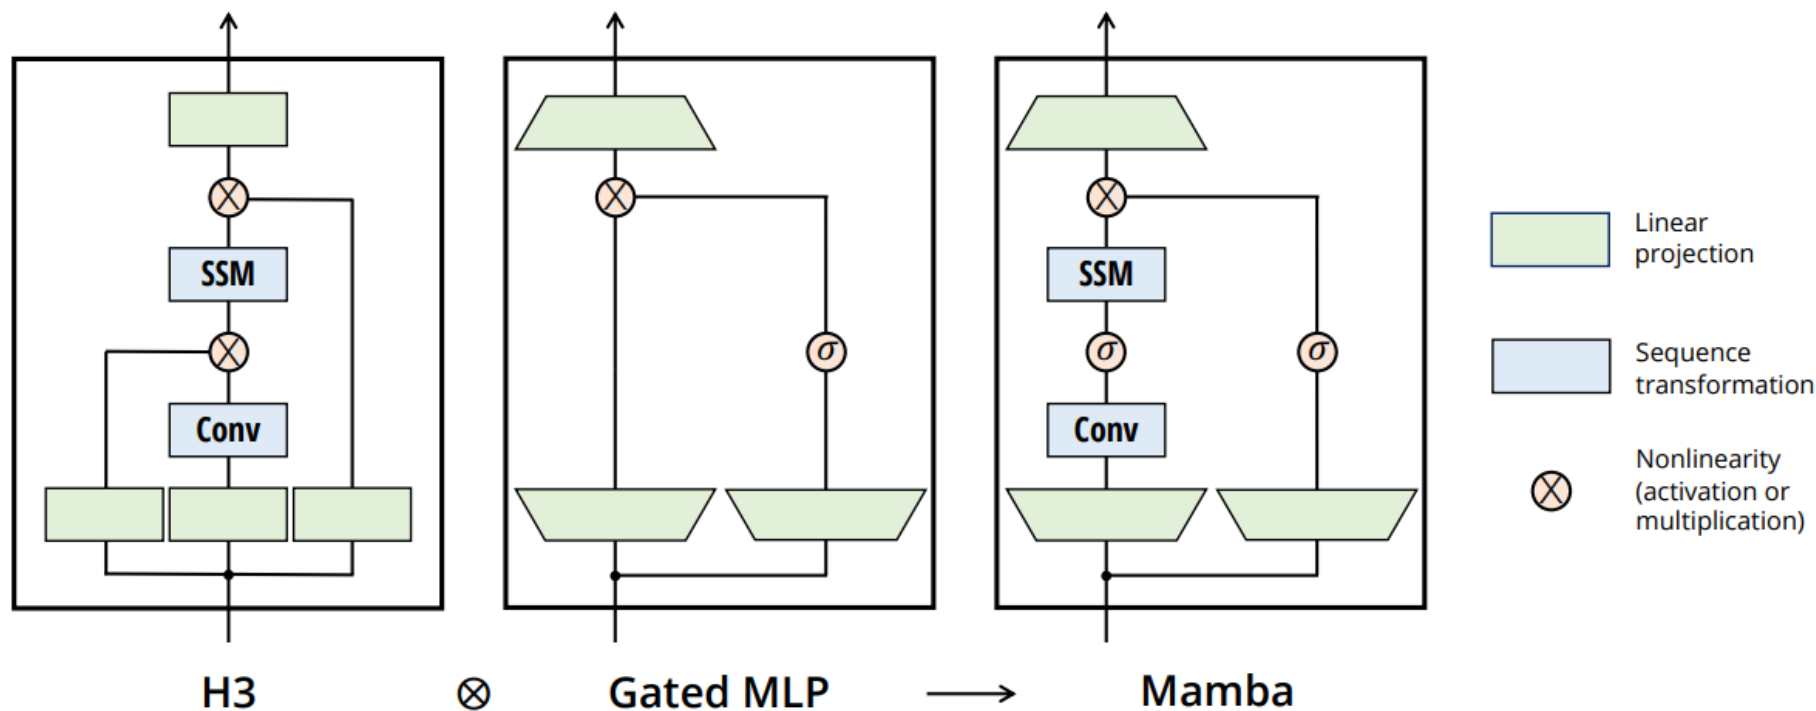 SSM
Conv
σ
SSM
σ
Conv
σ
Linear
projection
Sequence
transformation
Nonlinearity
(activation or
multiplication)
H3 ⊗ Gated MLP ⟶ Mamba